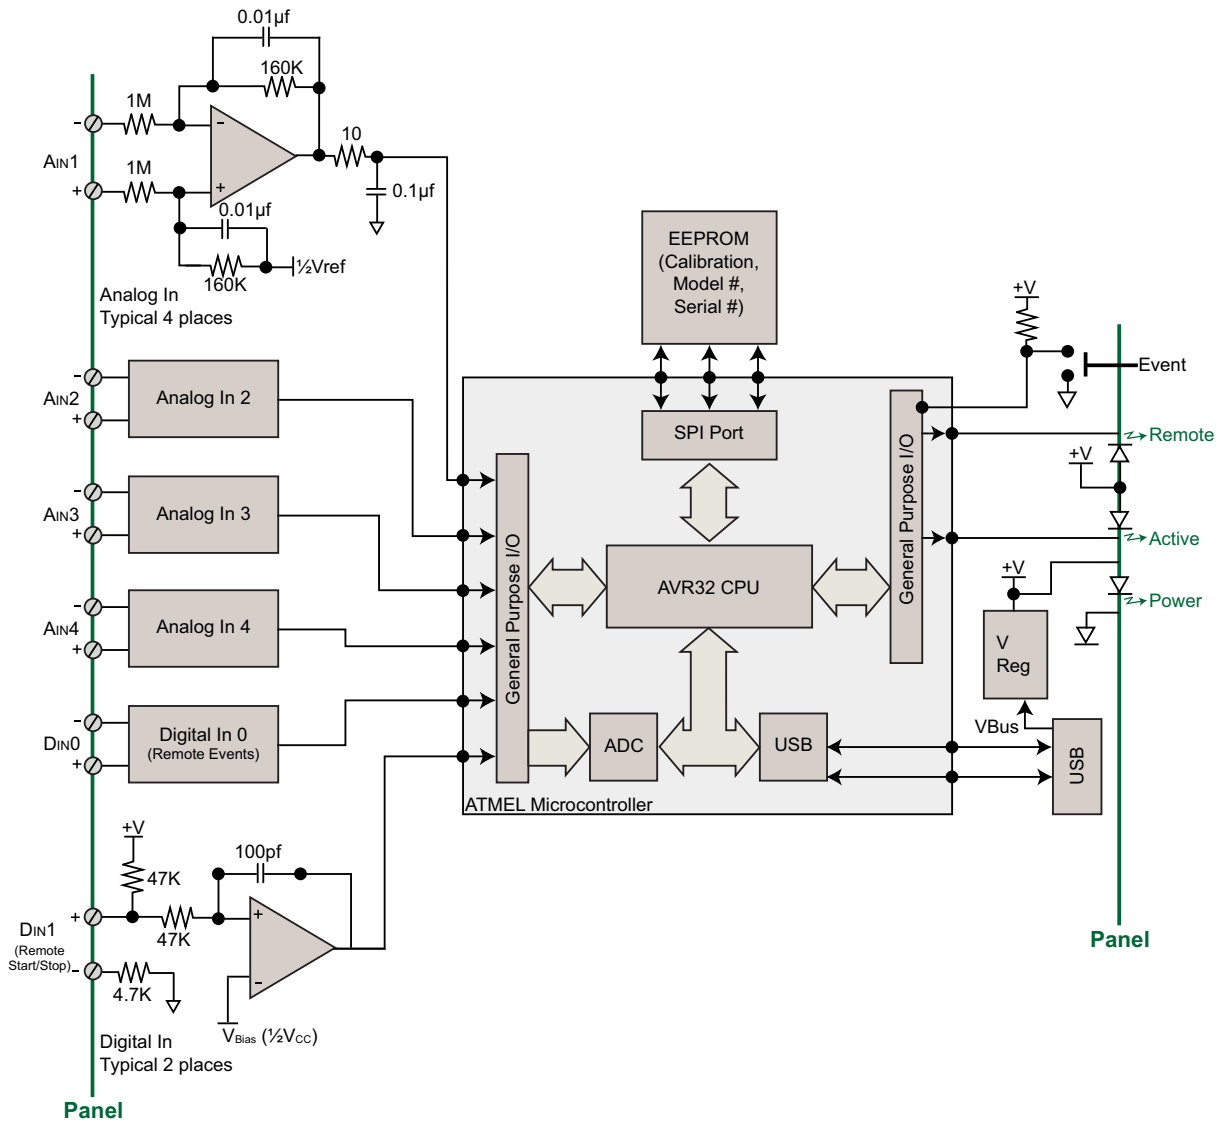 0.01µf
160K
1M
-
-
10
AIN1
1M
+
+
0.1µf
0.01µf
½Vref
160K
Analog In
Typical 4 places
EEPROM
(Calibration,
Model #,
Serial #)
+V
Event
-
AIN2
+
Analog In 2
SPI Port
Remote
+V
-
AIN3
+
Analog In 3
General Purpose I/O
General Purpose I/O
AVR32 CPU
Active
+V
Power
-
AIN4
+
Analog In 4
V
Reg
VBus
-
DIN0
+
Digital In 0
(Remote Events)
ADC
USB
USB
ATMEL Microcontroller
+V
47K
100pf
+
DIN1
(Remote
Start/Stop)
-
47K
+
-
4.7K
VBias (½VCC)
Digital In
Typical 2 places
Panel
Panel